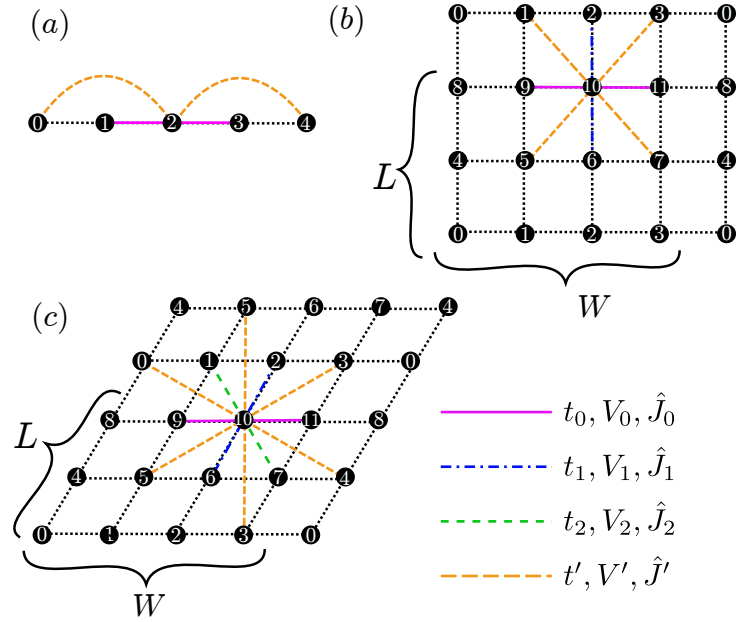 (a)
0 1 2 3 4
(b)
0 1 2 3 0
8 9 10 11 8
4 5 6 7 4
0 1 2 3 0
L
W
(c)
4 5 6 7 4
0 1 2 3 0
8 9 10 11 8
4 5 6 7 4
0 1 2 3 0
L
W
t₀, V₀, Ĵ₀
t₁, V₁, Ĵ₁
t₂, V₂, Ĵ₂
t′, V′, Ĵ′